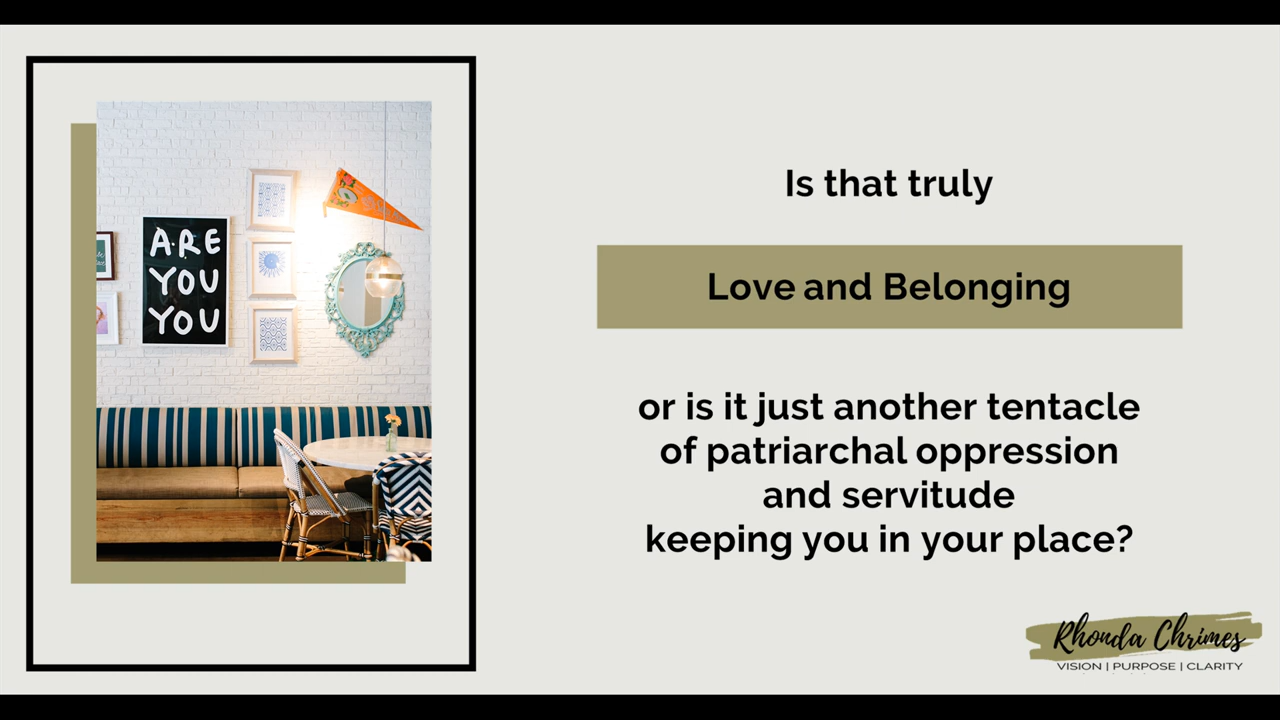 ARE
YOU
YOU
Is that truly
Love and Belonging
or is it just another tentacle
of patriarchal oppression
and servitude
keeping you in your place?
Rhonda Chrimes
VISION | PURPOSE | CLARITY